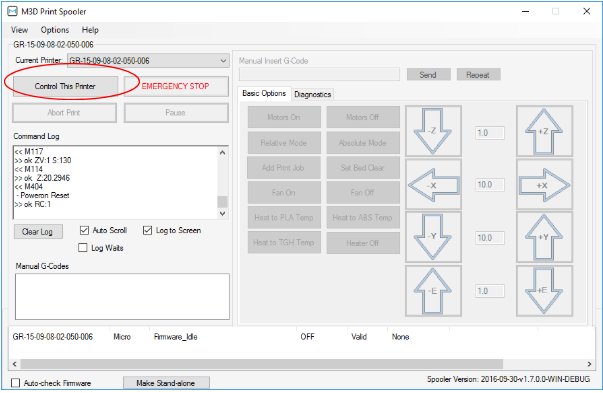 M3D Print Spooler
View Options Help
GR-15-09-08-02-050-006
Current Printer: GR-15-09-08-02-050-006
Control This Printer
EMERGENCY STOP
Abort Print
Pause
Command Log
<< M117
>> ok ZV:1 S:130
<< M114
>> ok Z:20.2946
<< M404
- Poweron Reset
>> ok RC:1
Clear Log
Auto Scroll
Log to Screen
Log Waits
Manual G-Codes
Manual Insert G-Code
Send
Repeat
Basic Options
Diagnostics
Motors On
Motors Off
Relative Mode
Absolute Mode
Add Print Job
Set Bed Clear
Fan On
Fan Off
Heat to PLA Temp
Heat to ABS Temp
Heat to TGH Temp
Heater Off
-Z
1.0
+Z
-X
10.0
+X
-Y
10.0
+Y
-E
1.0
+E
GR-15-09-08-02-050-006 Micro Firmware_Idle OFF Valid None
Auto-check Firmware
Make Stand-alone
Spooler Version: 2016-09-30-v1.7.0.0-WIN-DEBUG